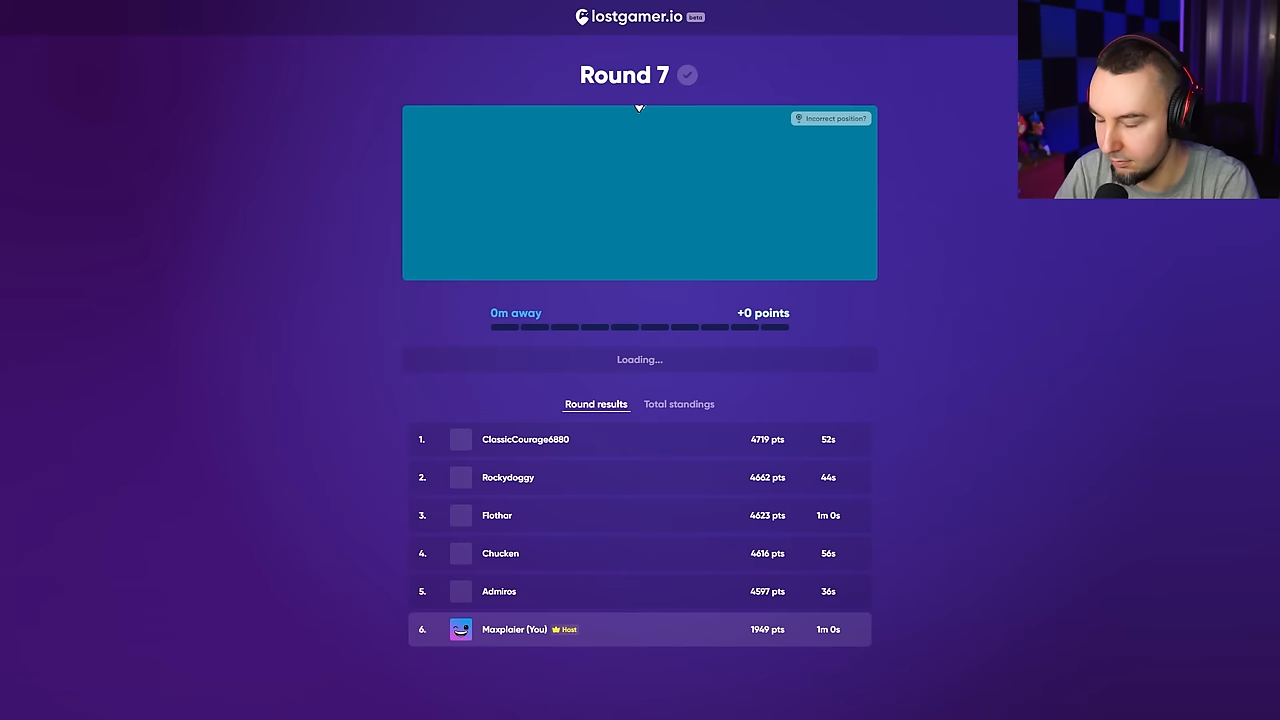 lostgamer.io beta
Round 7
Incorrect position?
0m away +0 points
Loading...
Round results Total standings
1. ClassicCourage6880 4719 pts 52s
2. Rockydoggy 4662 pts 44s
3. Flothar 4623 pts 1m 0s
4. Chucken 4616 pts 56s
5. Admiros 4597 pts 36s
6. Maxplaier (You) Host 1949 pts 1m 0s